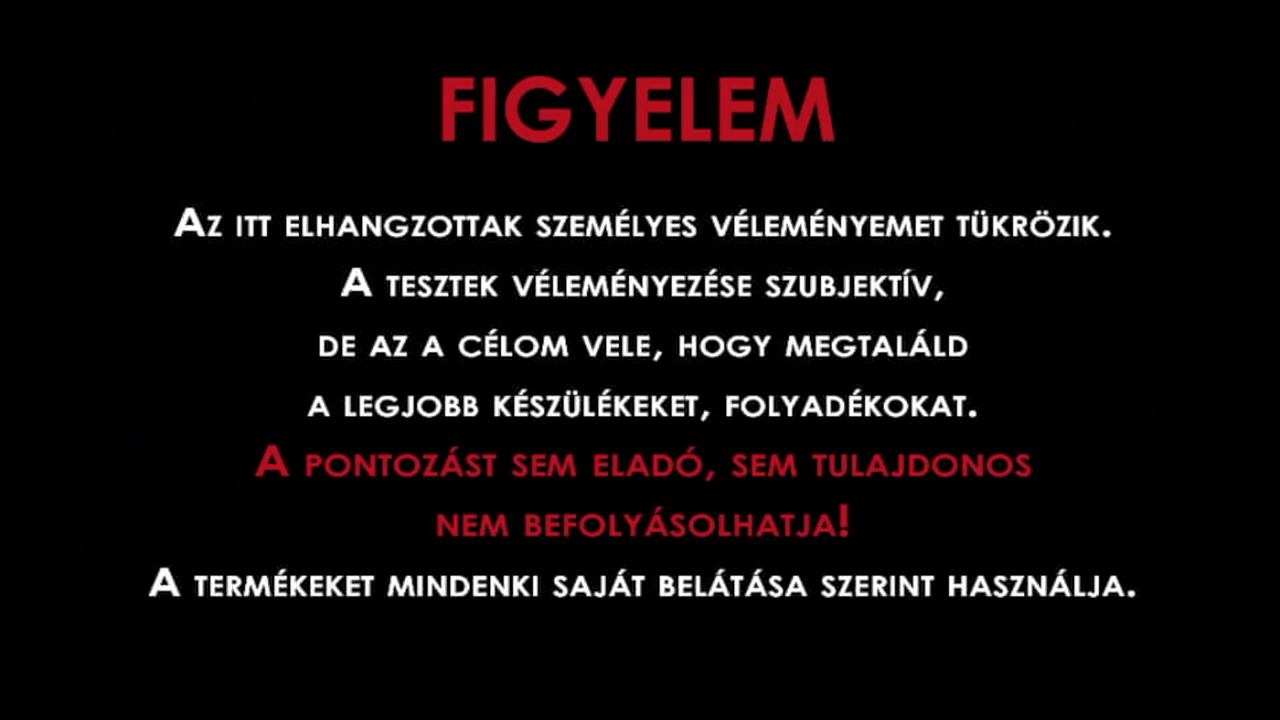 FIGYELEM
Az itt elhangzottak személyes véleményemet tükrözik.
A tesztek véleményezése szubjektív,
de az a célom vele, hogy megtaláld
a legjobb készülékeket, folyadékokat.
A pontozást sem eladó, sem tulajdonos
nem befolyásolhatja!
A termékeket mindenki saját belátása szerint használja.